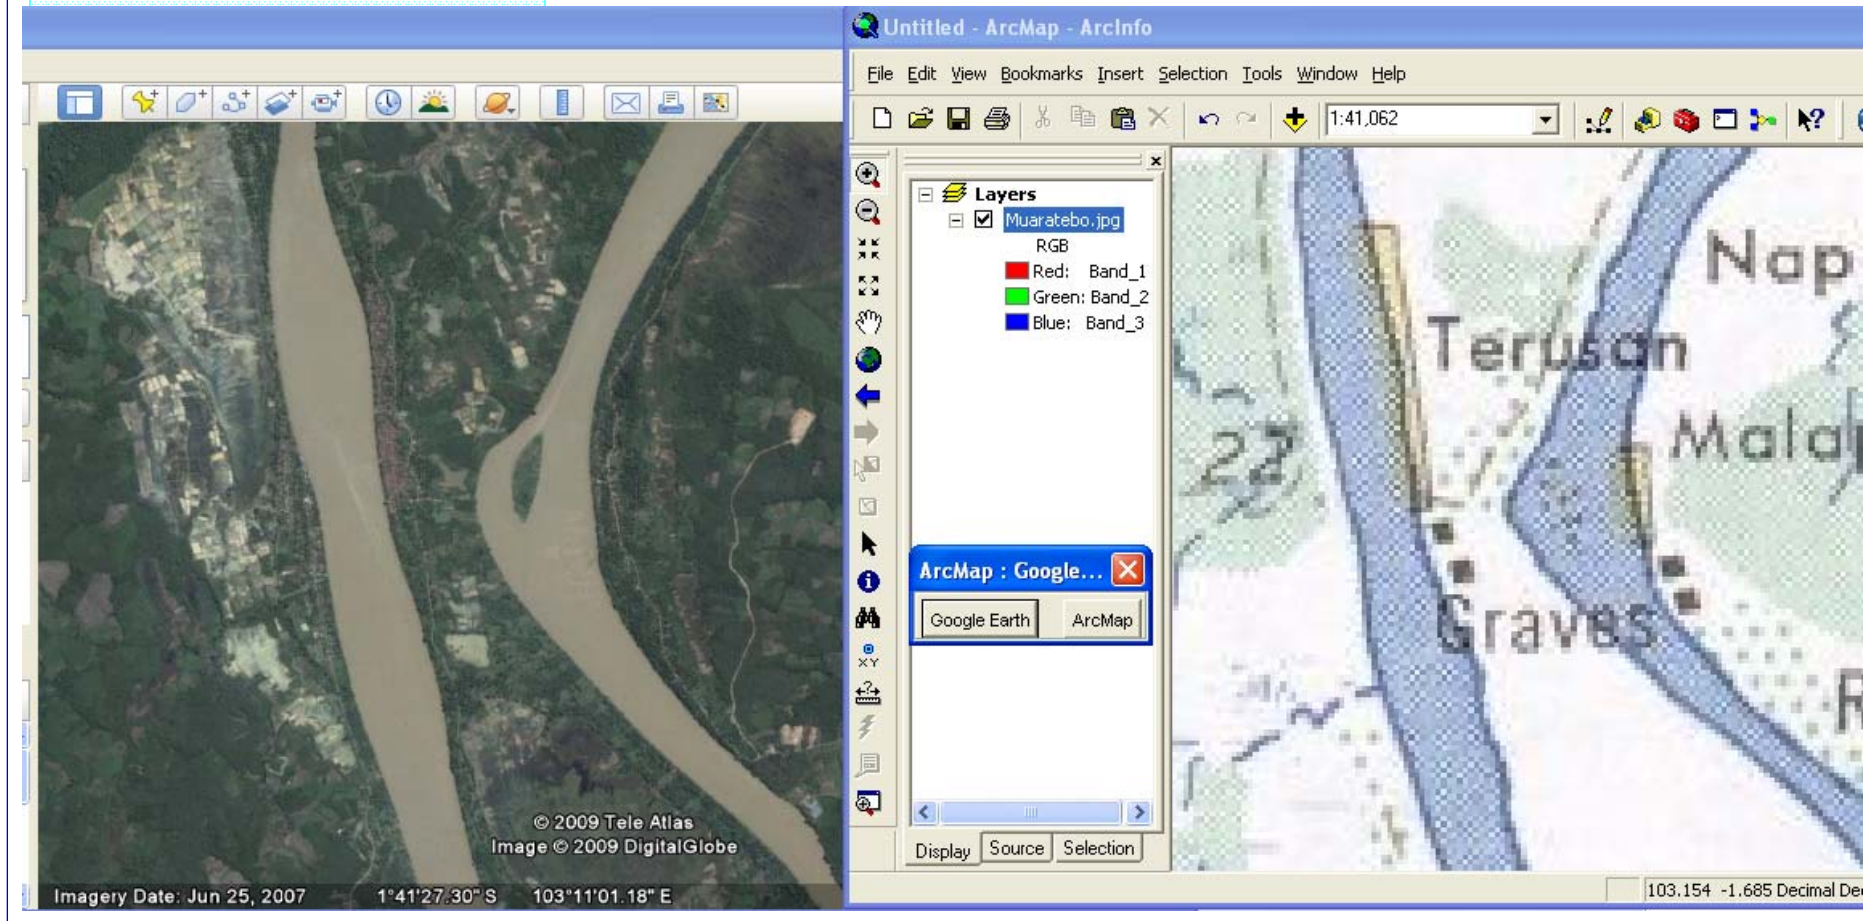 Untitled - ArcMap - ArcInfo
File Edit View Bookmarks Insert Selection Tools Window Help
1:41,062
Layers
Muaratebo.jpg
RGB
Red: Band_1
Green: Band_2
Blue: Band_3
ArcMap : Google...
Google Earth ArcMap
XY
Display Source Selection
Nap
Terusan
22
Graves
R
© 2009 Tele Atlas
Image © 2009 DigitalGlobe
Imagery Date: Jun 25, 2007 1°41'27.30" S 103°11'01.18" E
103.154 -1.685 Decimal De